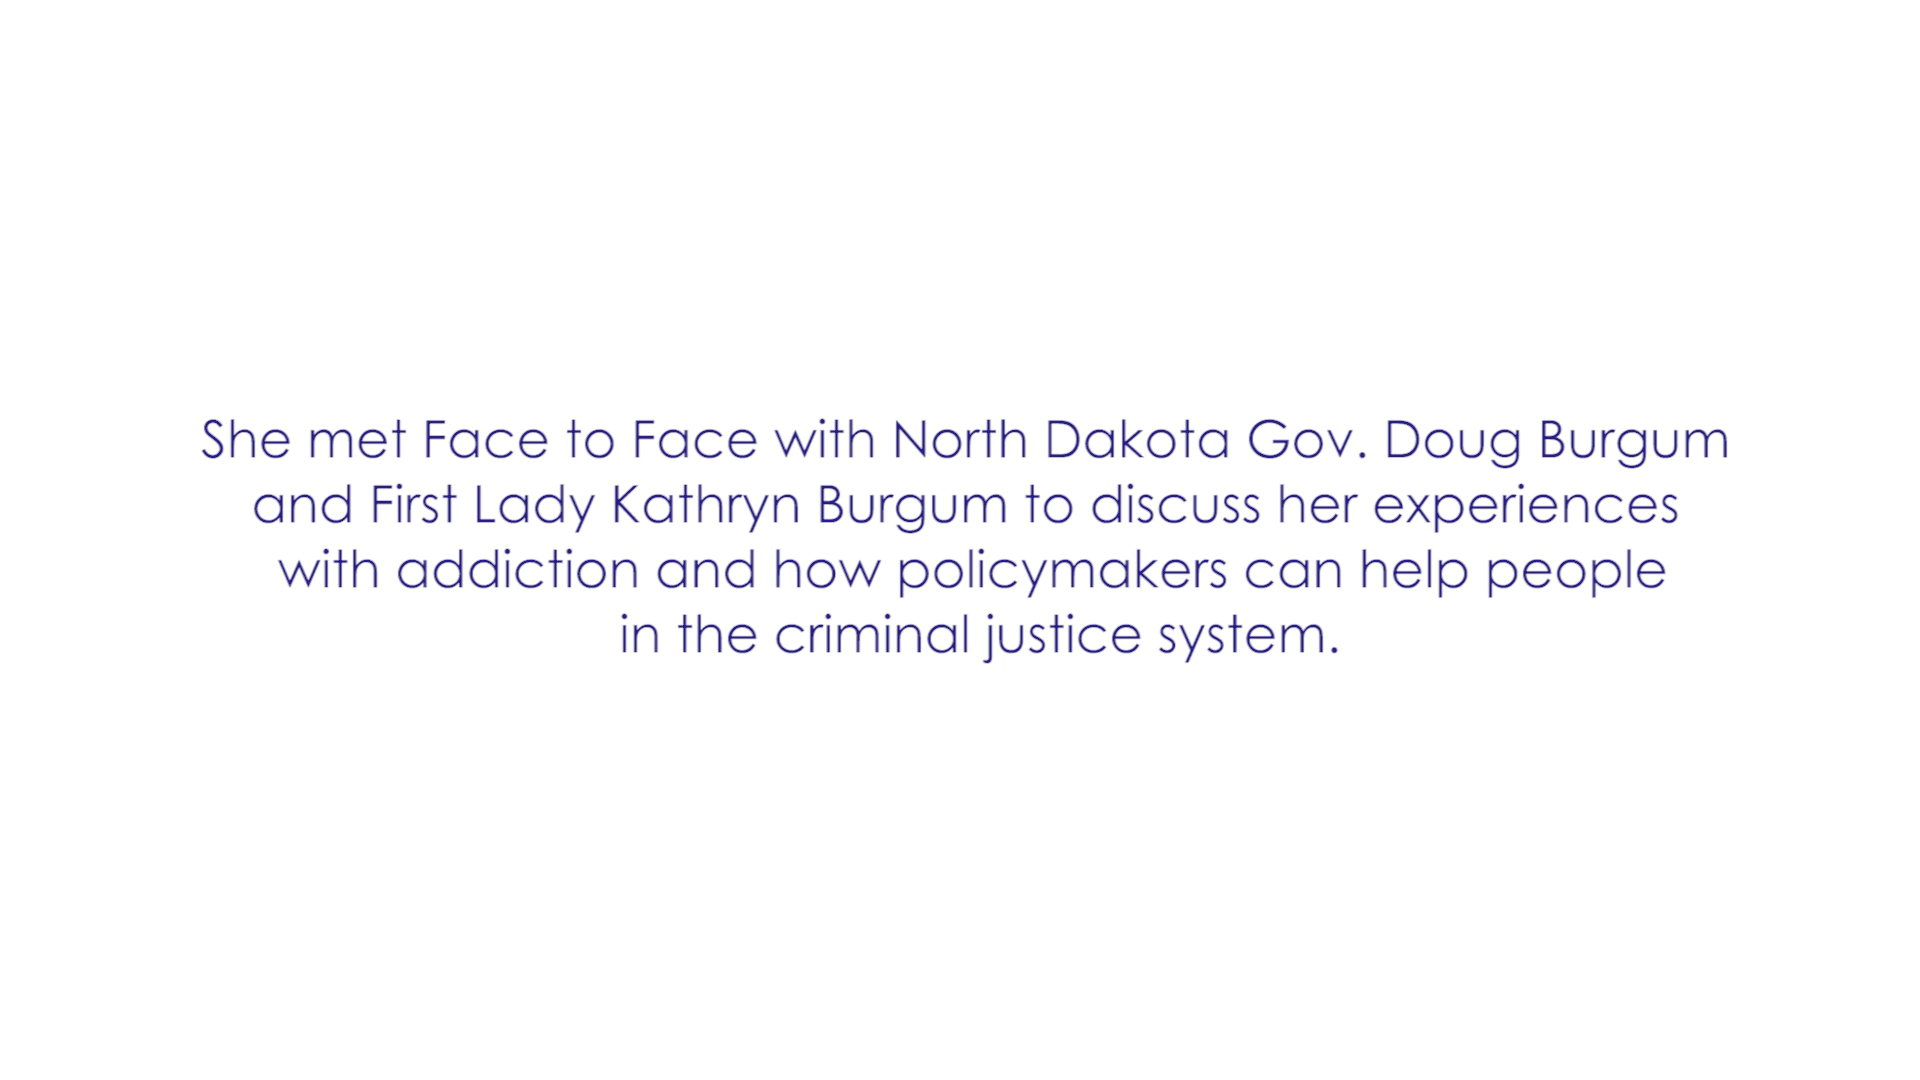 She met Face to Face with North Dakota Gov. Doug Burgum
and First Lady Kathryn Burgum to discuss her experiences
with addiction and how policymakers can help people
in the criminal justice system.